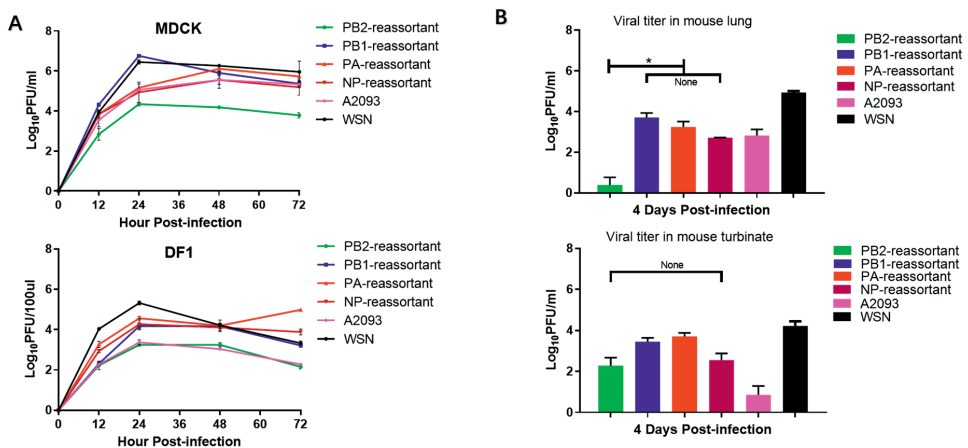 A
MDCK
Log10PFU/ml
8
6
4
2
0
0 12 24 36 48 60 72
Hour Post-infection
PB2-reassortant
PB1-reassortant
PA-reassortant
NP-reassortant
A2093
WSN
DF1
Log10PFU/100ul
8
6
4
2
0
0 12 24 36 48 60 72
Hour Post-infection
PB2-reassortant
PB1-reassortant
PA-reassortant
NP-reassortant
A2093
WSN
B
Viral titer in mouse lung
Log10PFU/ml
8
6
4
2
0
*
None
4 Days Post-infection
PB2-reassortant
PB1-reassortant
PA-reassortant
NP-reassortant
A2093
WSN
Viral titer in mouse turbinate
Log10PFU/ml
8
6
4
2
0
None
4 Days Post-infection
PB2-reassortant
PB1-reassortant
PA-reassortant
NP-reassortant
A2093
WSN